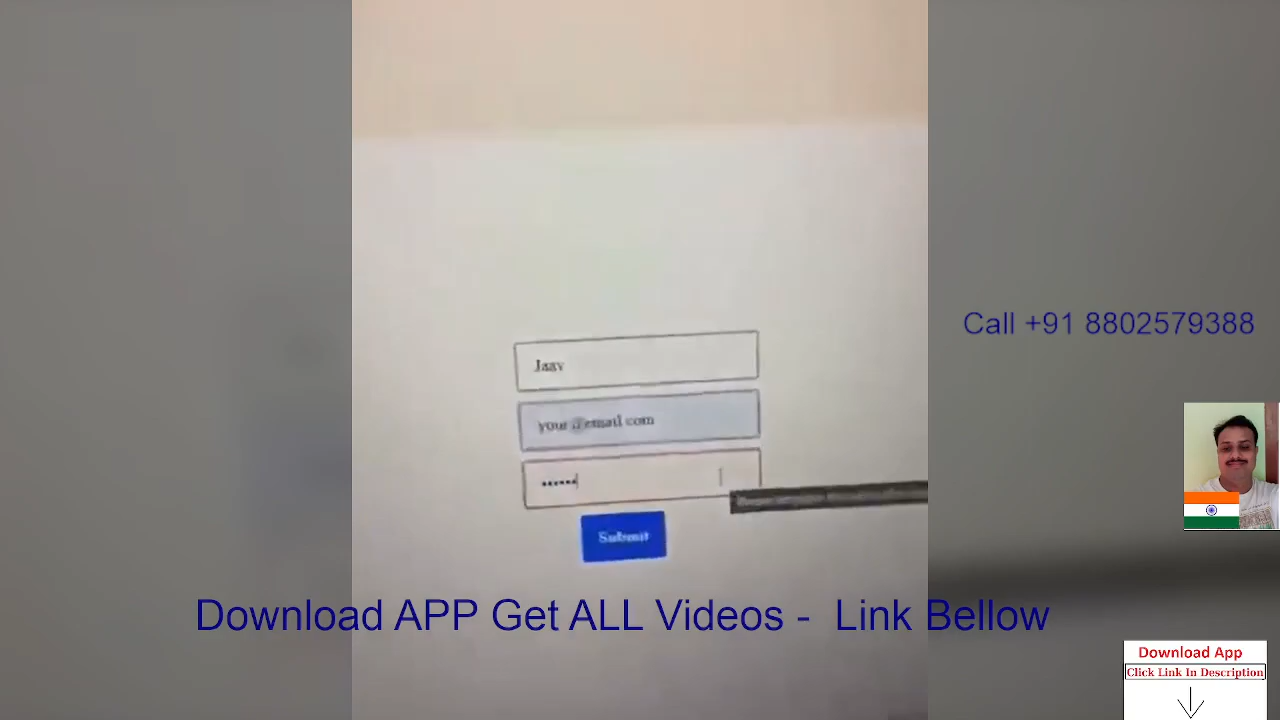 Jaav
your@email.com
••••••
Submit
Call +91 8802579388
Download APP Get ALL Videos - Link Bellow
Download App
Click Link In Description